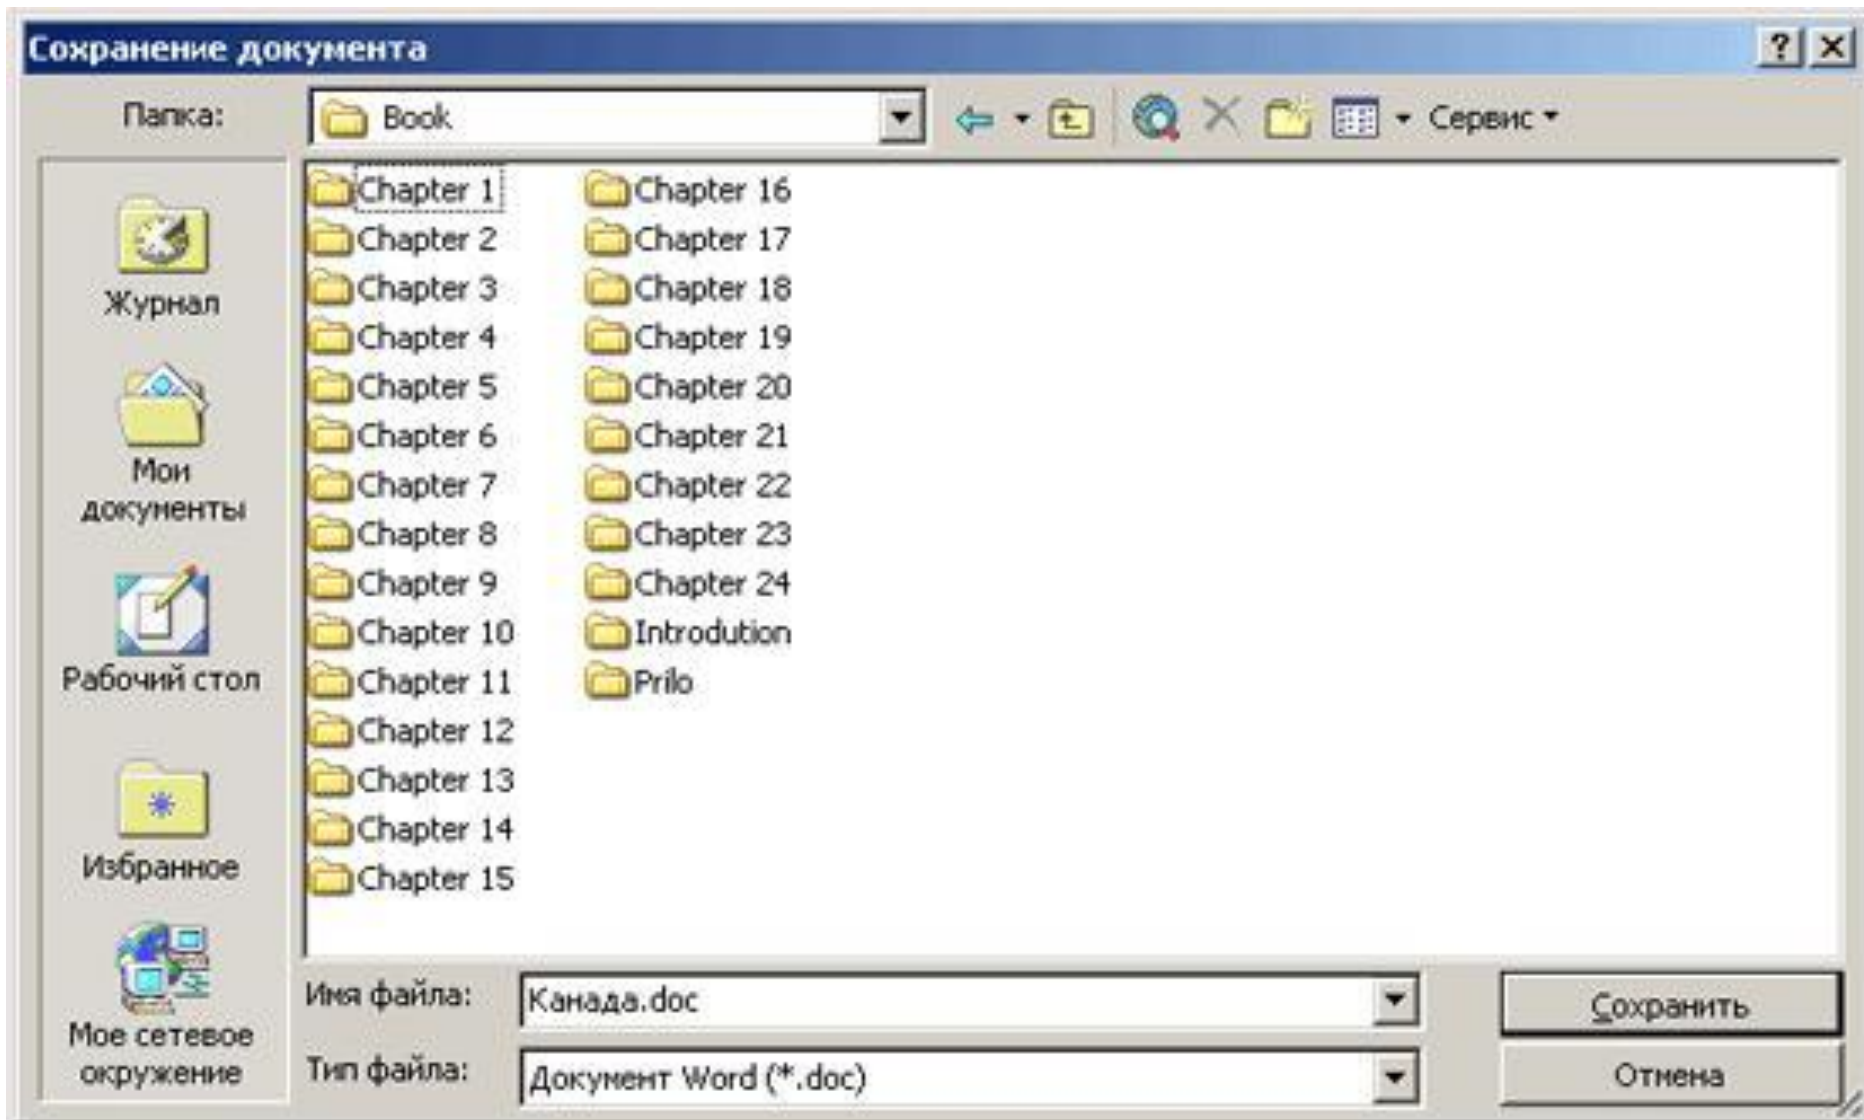 Сохранение документа
Папка:
Book
Сервис
Журнал
Мои
документы
Рабочий стол
Избранное
Мое сетевое
окружение
Chapter 1
Chapter 2
Chapter 3
Chapter 4
Chapter 5
Chapter 6
Chapter 7
Chapter 8
Chapter 9
Chapter 10
Chapter 11
Chapter 12
Chapter 13
Chapter 14
Chapter 15
Chapter 16
Chapter 17
Chapter 18
Chapter 19
Chapter 20
Chapter 21
Chapter 22
Chapter 23
Chapter 24
Introdution
Prilo
Имя файла:
Канада.doc
Сохранить
Тип файла:
Документ Word (*.doc)
Отмена